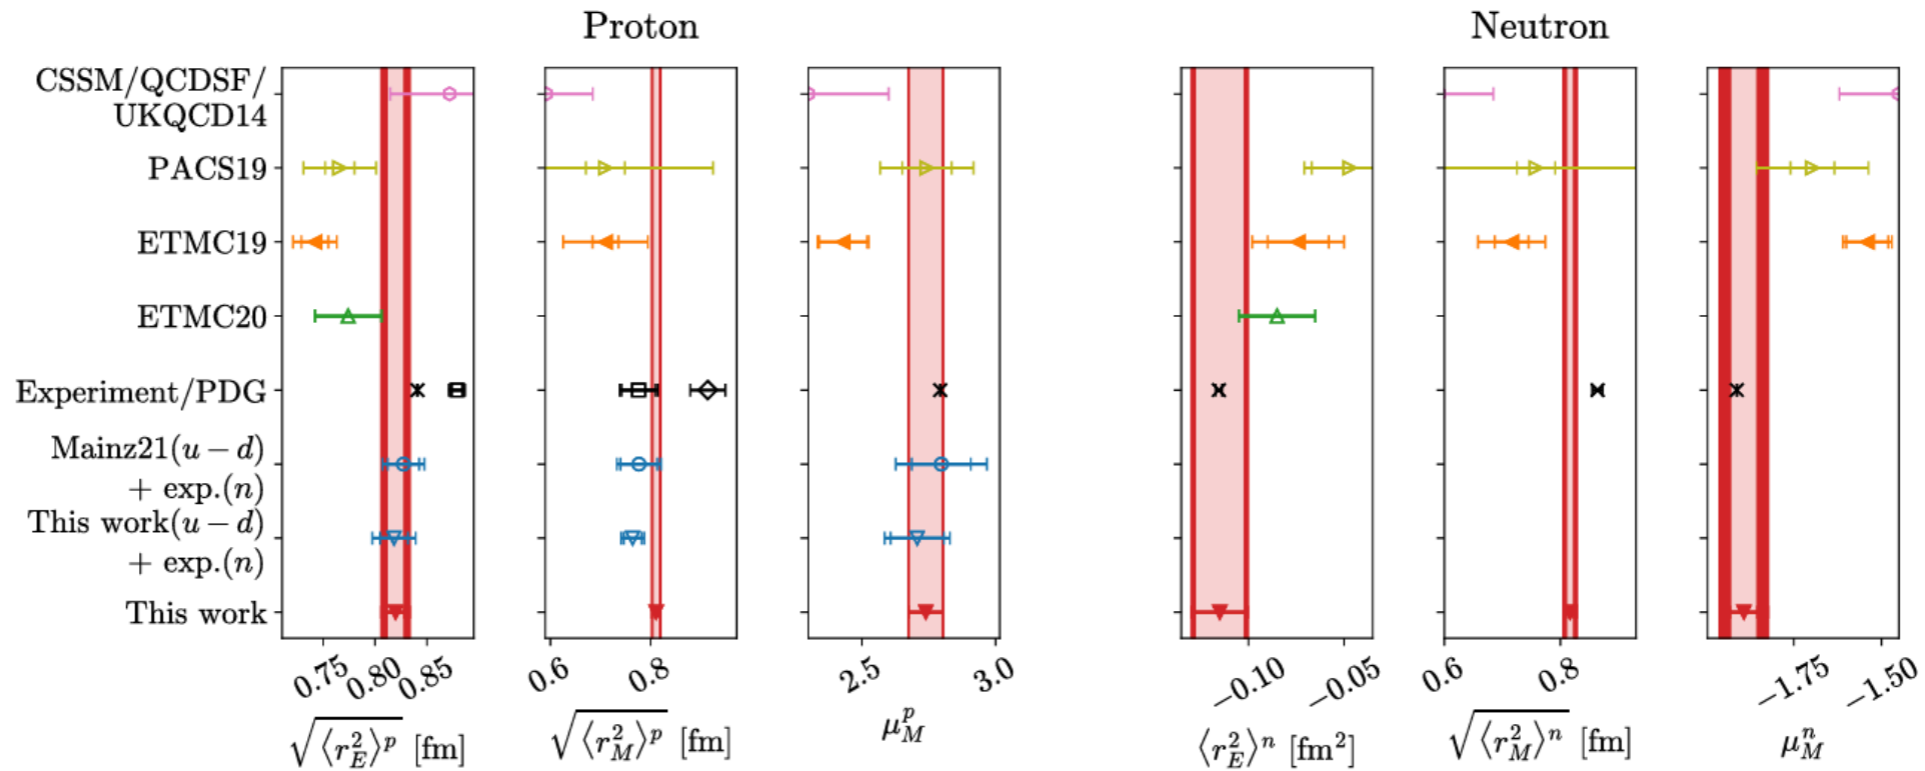 Proton
Neutron
CSSM/QCDSF/
UKQCD14
PACS19
ETMC19
ETMC20
Experiment/PDG
Mainz21(u − d)
+ exp.(n)
This work(u − d)
+ exp.(n)
This work
0.75 0.80 0.85
0.6 0.8
2.5 3.0
−0.10 −0.05
0.6 0.8
−1.75 −1.50
√⟨r²_E⟩^p [fm]
√⟨r²_M⟩^p [fm]
μ^p_M
⟨r²_E⟩^n [fm²]
√⟨r²_M⟩^n [fm]
μ^n_M